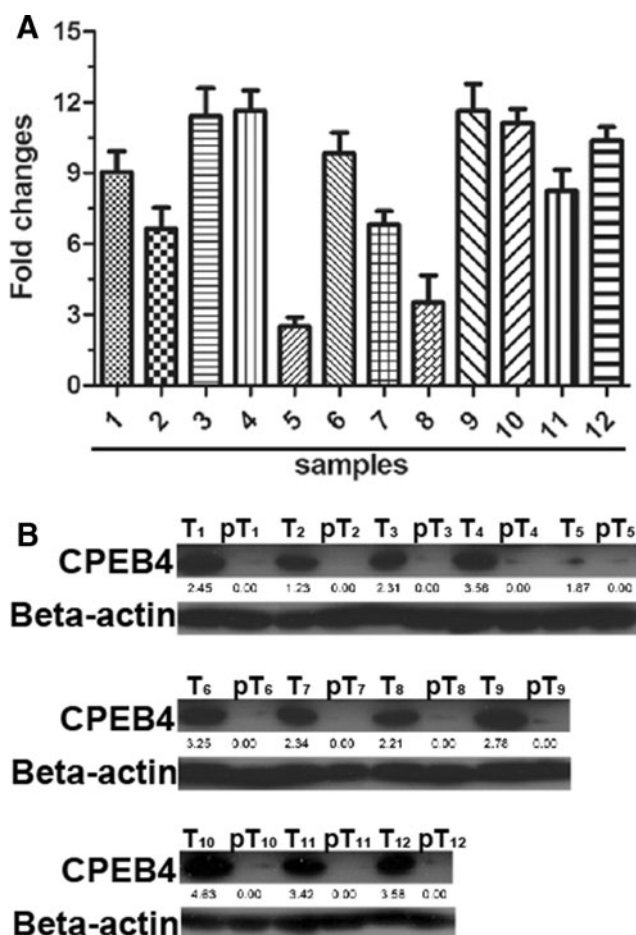 A
Fold changes
15
12
9
6
3
0
1 2 3 4 5 6 7 8 9 10 11 12
samples
B
T1 pT1 T2 pT2 T3 pT3 T4 pT4 T5 pT5
CPEB4
2.45 0.00 1.23 0.00 2.31 0.00 3.58 0.00 1.87 0.00
Beta-actin
T6 pT6 T7 pT7 T8 pT8 T9 pT9
CPEB4
3.25 0.00 2.34 0.00 2.21 0.00 2.78 0.00
Beta-actin
T10 pT10 T11 pT11 T12 pT12
CPEB4
4.63 0.00 3.42 0.00 3.58 0.00
Beta-actin